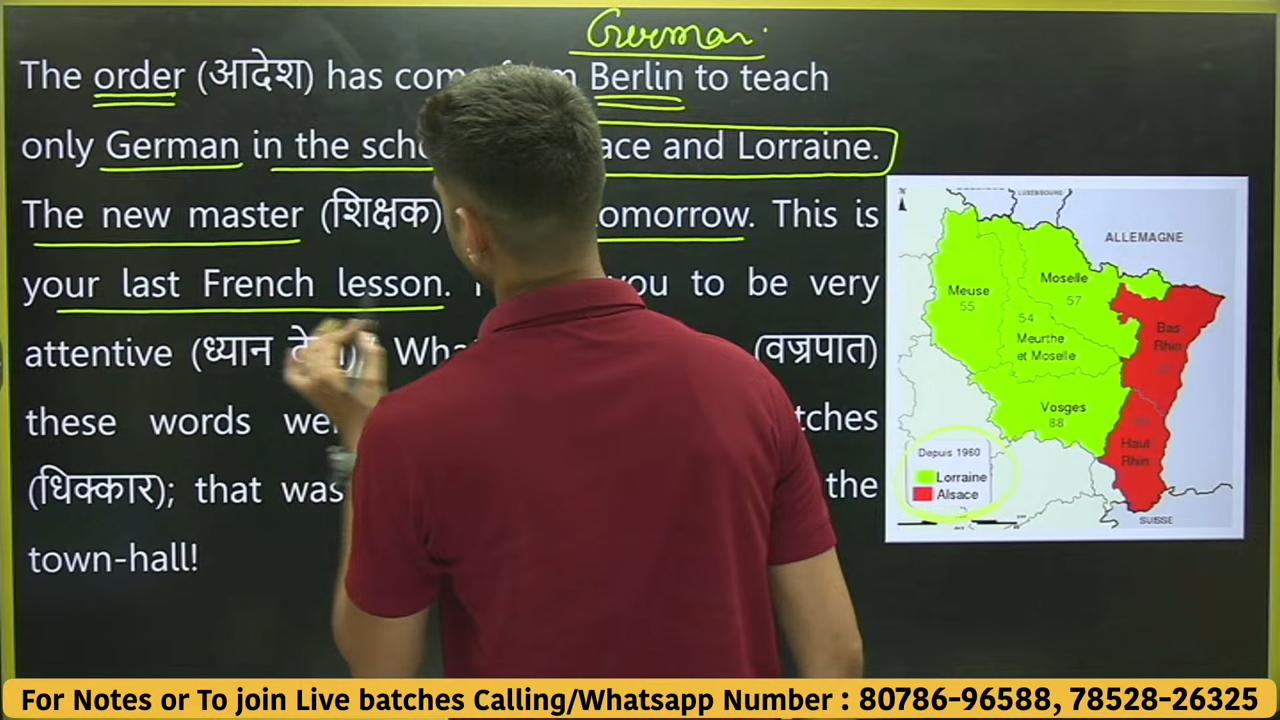 German.
The order (आदेश) has com Berlin to teach
only German in the scho ace and Lorraine.
The new master (शिक्षक) omorrow. This is
your last French lesson. you to be very
attentive (ध्यान Wha (वज्रपात)
these words wer tches
(धिक्कार); that was the
town-hall!
LUXEMBOURG
ALLEMAGNE
Meuse
55
Moselle
57
54
Meurthe
et Moselle
Bas
Rhin
Vosges
88
Haut
Rhin
Depuis 1960
Lorraine
Alsace
SUISSE
For Notes or To join Live batches Calling/Whatsapp Number : 80786-96588, 78528-26325